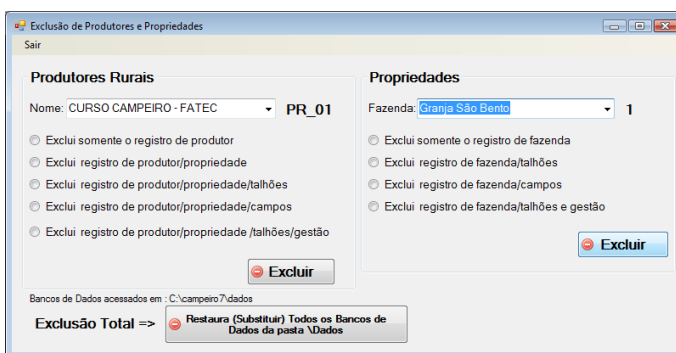 Exclusão de Produtores e Propriedades
Sair
Produtores Rurais
Nome: CURSO CAMPEIRO - FATEC PR_01
Exclui somente o registro de produtor
Exclui registro de produtor/propriedade
Exclui registro de produtor/propriedade/talhões
Exclui registro de produtor/propriedade/campos
Exclui registro de produtor/propriedade /talhões/gestão
Excluir
Propriedades
Fazenda: Granja São Bento 1
Exclui somente o registro de fazenda
Exclui registro de fazenda/talhões
Exclui registro de fazenda/campos
Exclui registro de fazenda/talhões e gestão
Excluir
Bancos de Dados acessados em : C:\campeiro7\dados
Exclusão Total =>
Restaura (Substituir) Todos os Bancos de
Dados da pasta \Dados